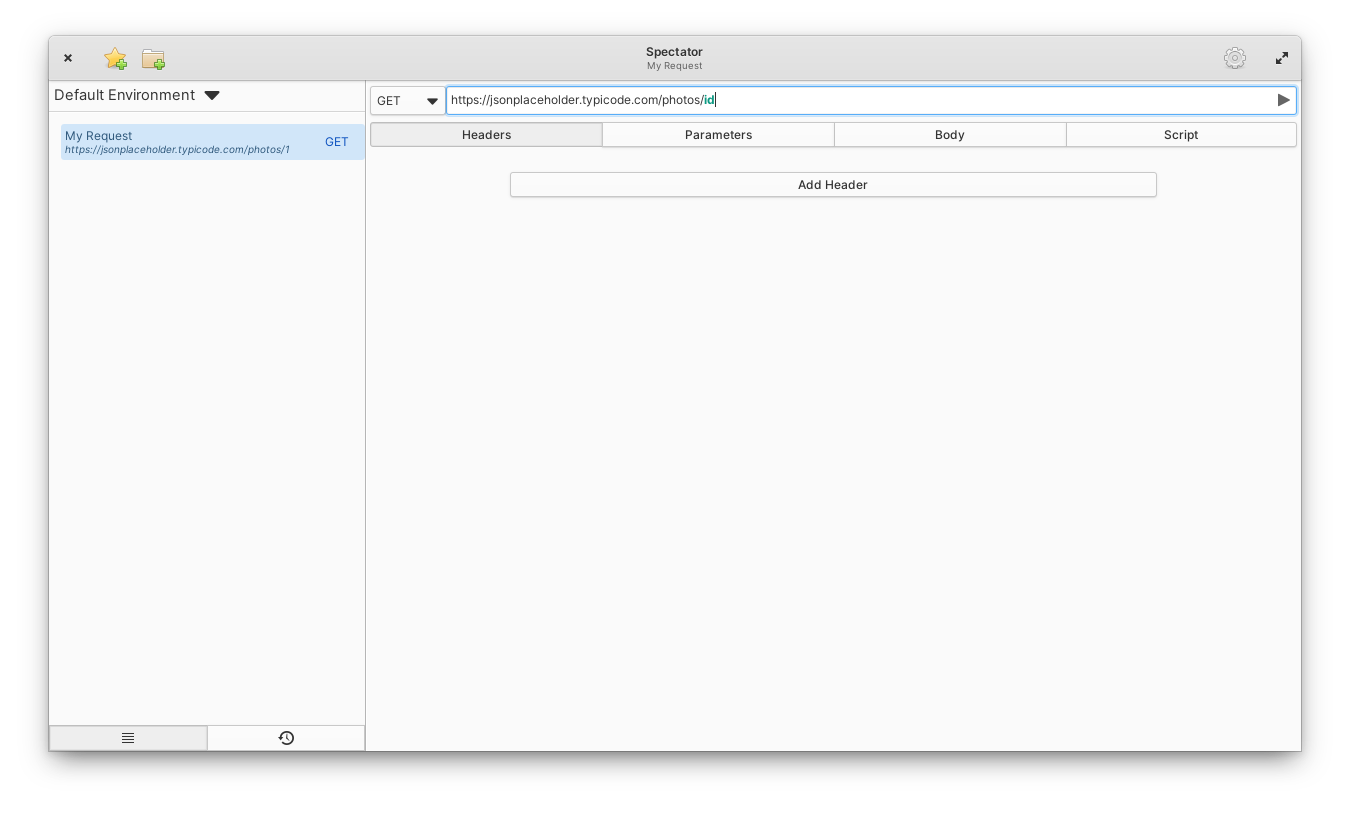 Spectator
My Request
Default Environment
GET
https://jsonplaceholder.typicode.com/photos/id
My Request
https://jsonplaceholder.typicode.com/photos/1
GET
Headers
Parameters
Body
Script
Add Header